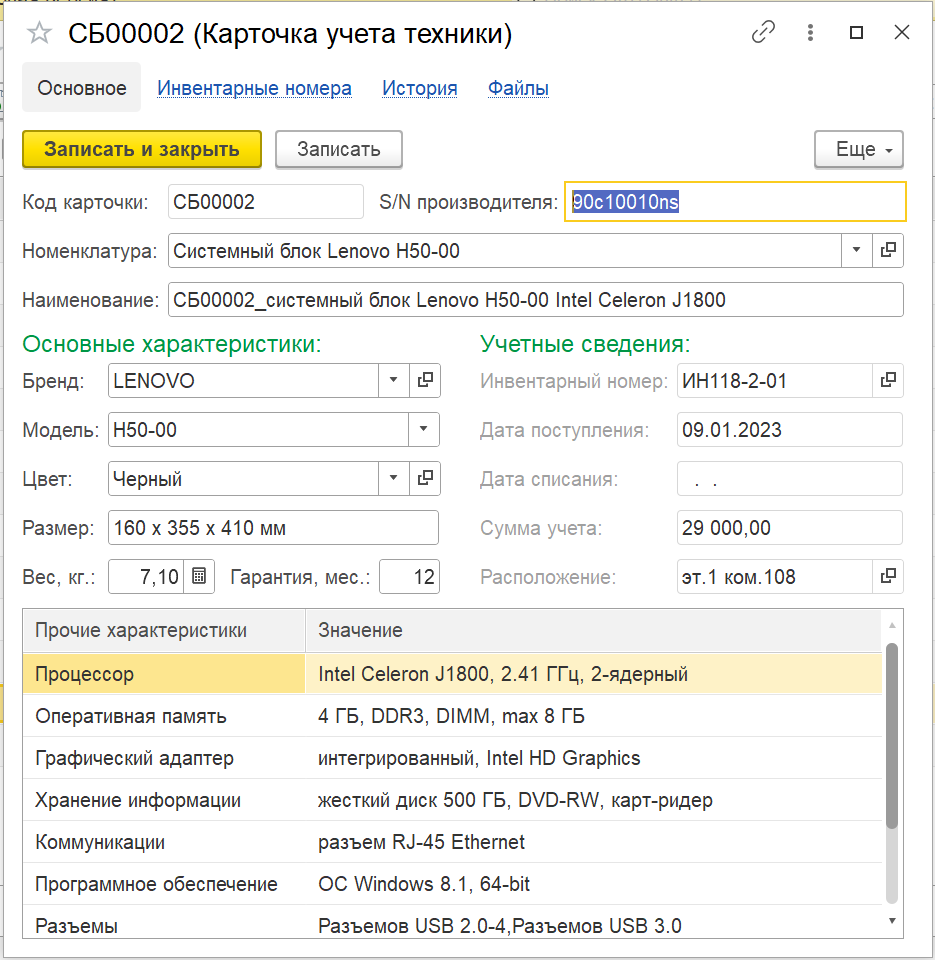 СБ00002 (Карточка учета техники)
Основное Инвентарные номера История Файлы
Записать и закрыть Записать Еще
Код карточки: СБ00002 S/N производителя: 90c10010ns
Номенклатура: Системный блок Lenovo H50-00
Наименование: СБ00002_системный блок Lenovo H50-00 Intel Celeron J1800
Основные характеристики: Учетные сведения:
Бренд: LENOVO Инвентарный номер: ИН118-2-01
Модель: H50-00 Дата поступления: 09.01.2023
Цвет: Черный Дата списания: . .
Размер: 160 x 355 x 410 мм Сумма учета: 29 000,00
Вес, кг.: 7,10 Гарантия, мес.: 12 Расположение: эт.1 ком.108
Прочие характеристики Значение
Процессор Intel Celeron J1800, 2.41 ГГц, 2-ядерный
Оперативная память 4 ГБ, DDR3, DIMM, max 8 ГБ
Графический адаптер интегрированный, Intel HD Graphics
Хранение информации жесткий диск 500 ГБ, DVD-RW, карт-ридер
Коммуникации разъем RJ-45 Ethernet
Программное обеспечение ОС Windows 8.1, 64-bit
Разъемы Разъемов USB 2.0-4,Разъемов USB 3.0